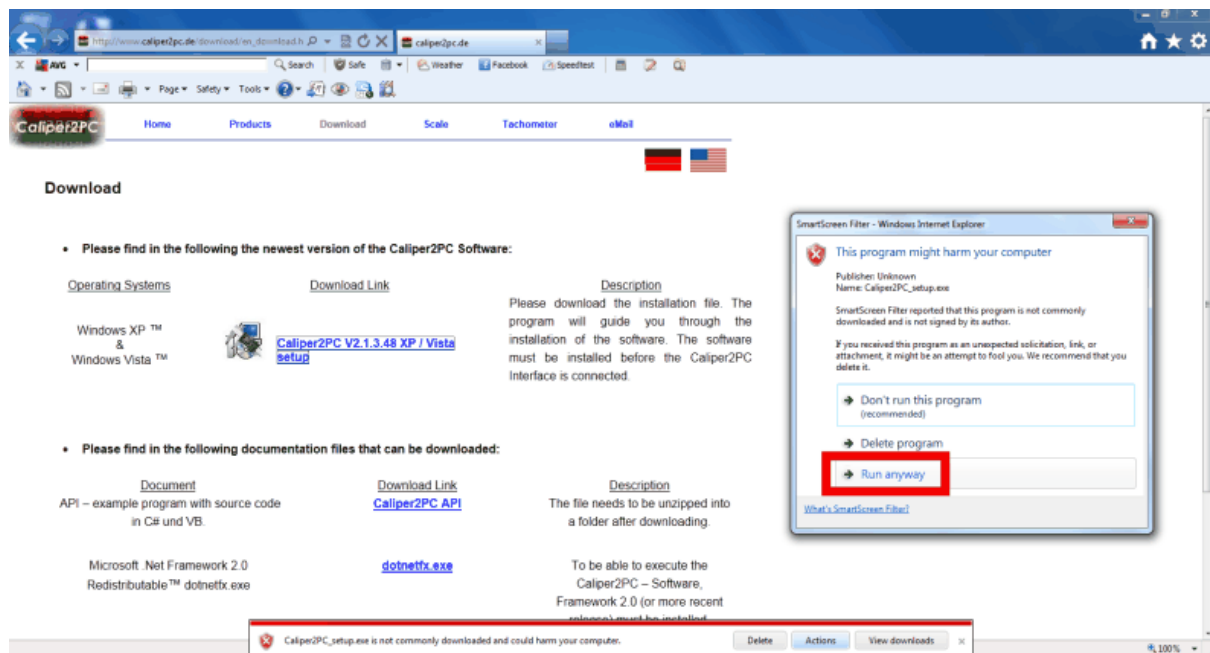 http://www.caliper2pc.de/download/en_download.h
caliper2pc.de
x AVG
Search Safe Weather Facebook Speedtest
Page Safety Tools
Caliper2PC Home Products Download Scale Tachometer eMail
Download
• Please find in the following the newest version of the Caliper2PC Software:
Operating Systems Download Link Description
Windows XP ™
&
Windows Vista ™
Caliper2PC V2.1.3.48 XP / Vista
setup
Please download the installation file. The
program will guide you through the
installation of the software. The software
must be installed before the Caliper2PC
Interface is connected.
• Please find in the following documentation files that can be downloaded:
Document Download Link Description
API – example program with source code
in C# und VB.
Caliper2PC API
The file needs to be unzipped into
a folder after downloading.
Microsoft .Net Framework 2.0
Redistributable™ dotnetfx.exe
dotnetfx.exe
To be able to execute the
Caliper2PC – Software,
Framework 2.0 (or more recent
release) must be installed
SmartScreen Filter - Windows Internet Explorer
This program might harm your computer
Publisher: Unknown
Name: Caliper2PC_setup.exe
SmartScreen Filter reported that this program is not commonly
downloaded and is not signed by its author.
If you received this program as an unexpected solicitation, link, or
attachment, it might be an attempt to fool you. We recommend that you
delete it.
Don't run this program
(recommended)
Delete program
Run anyway
What's SmartScreen Filter?
Caliper2PC_setup.exe is not commonly downloaded and could harm your computer. Delete Actions View downloads x
100%